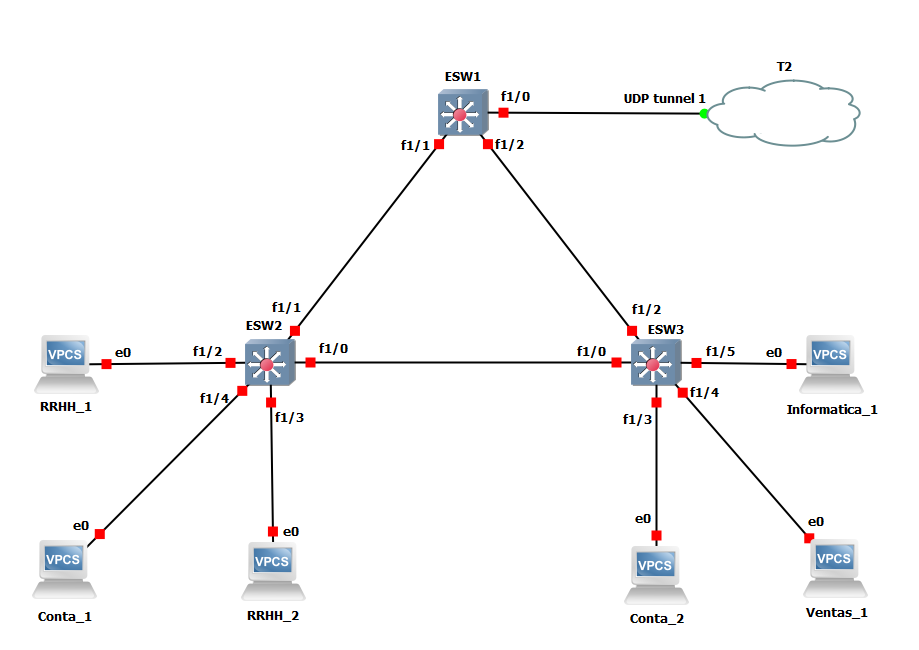 T2
ESW1
f1/0
UDP tunnel 1
f1/1
f1/2
f1/1
f1/2
ESW2
ESW3
VPCS
e0
f1/2
f1/0
f1/0
f1/5
e0
VPCS
RRHH_1
f1/4
f1/4
Informatica_1
f1/3
f1/3
e0
e0
e0
e0
VPCS
VPCS
VPCS
VPCS
Conta_1
RRHH_2
Conta_2
Ventas_1